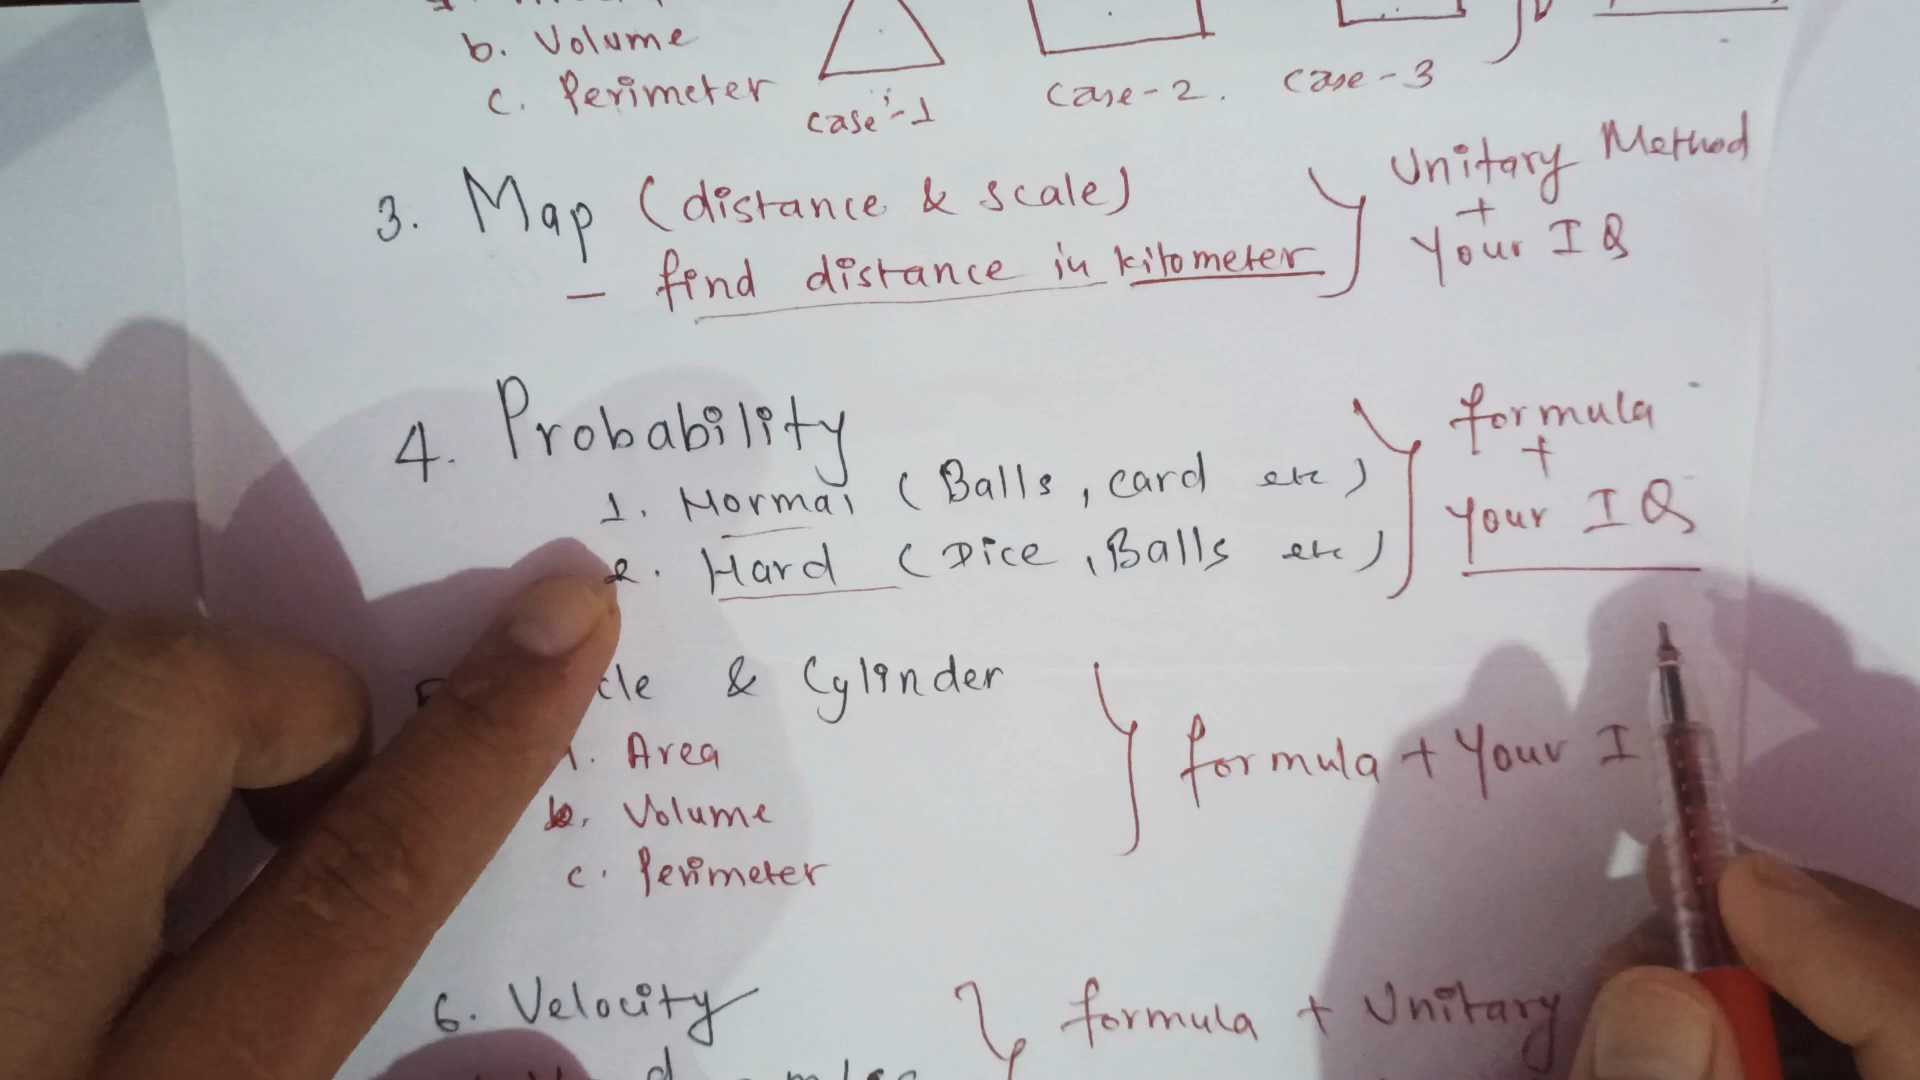 b. Volume
c. Perimeter
case-1
case-2.
case-3
3. Map (distance & scale)
- find distance in kilometer
Unitary Method
+
Your IQ
4. Probability
1. Normal (Balls, card etc)
2. Hard (Dice, Balls etc)
formula
+
your IQ
& Cylinder
Area
b. Volume
c. Perimeter
formula + Your I
6. Velocity
formula + Unitary